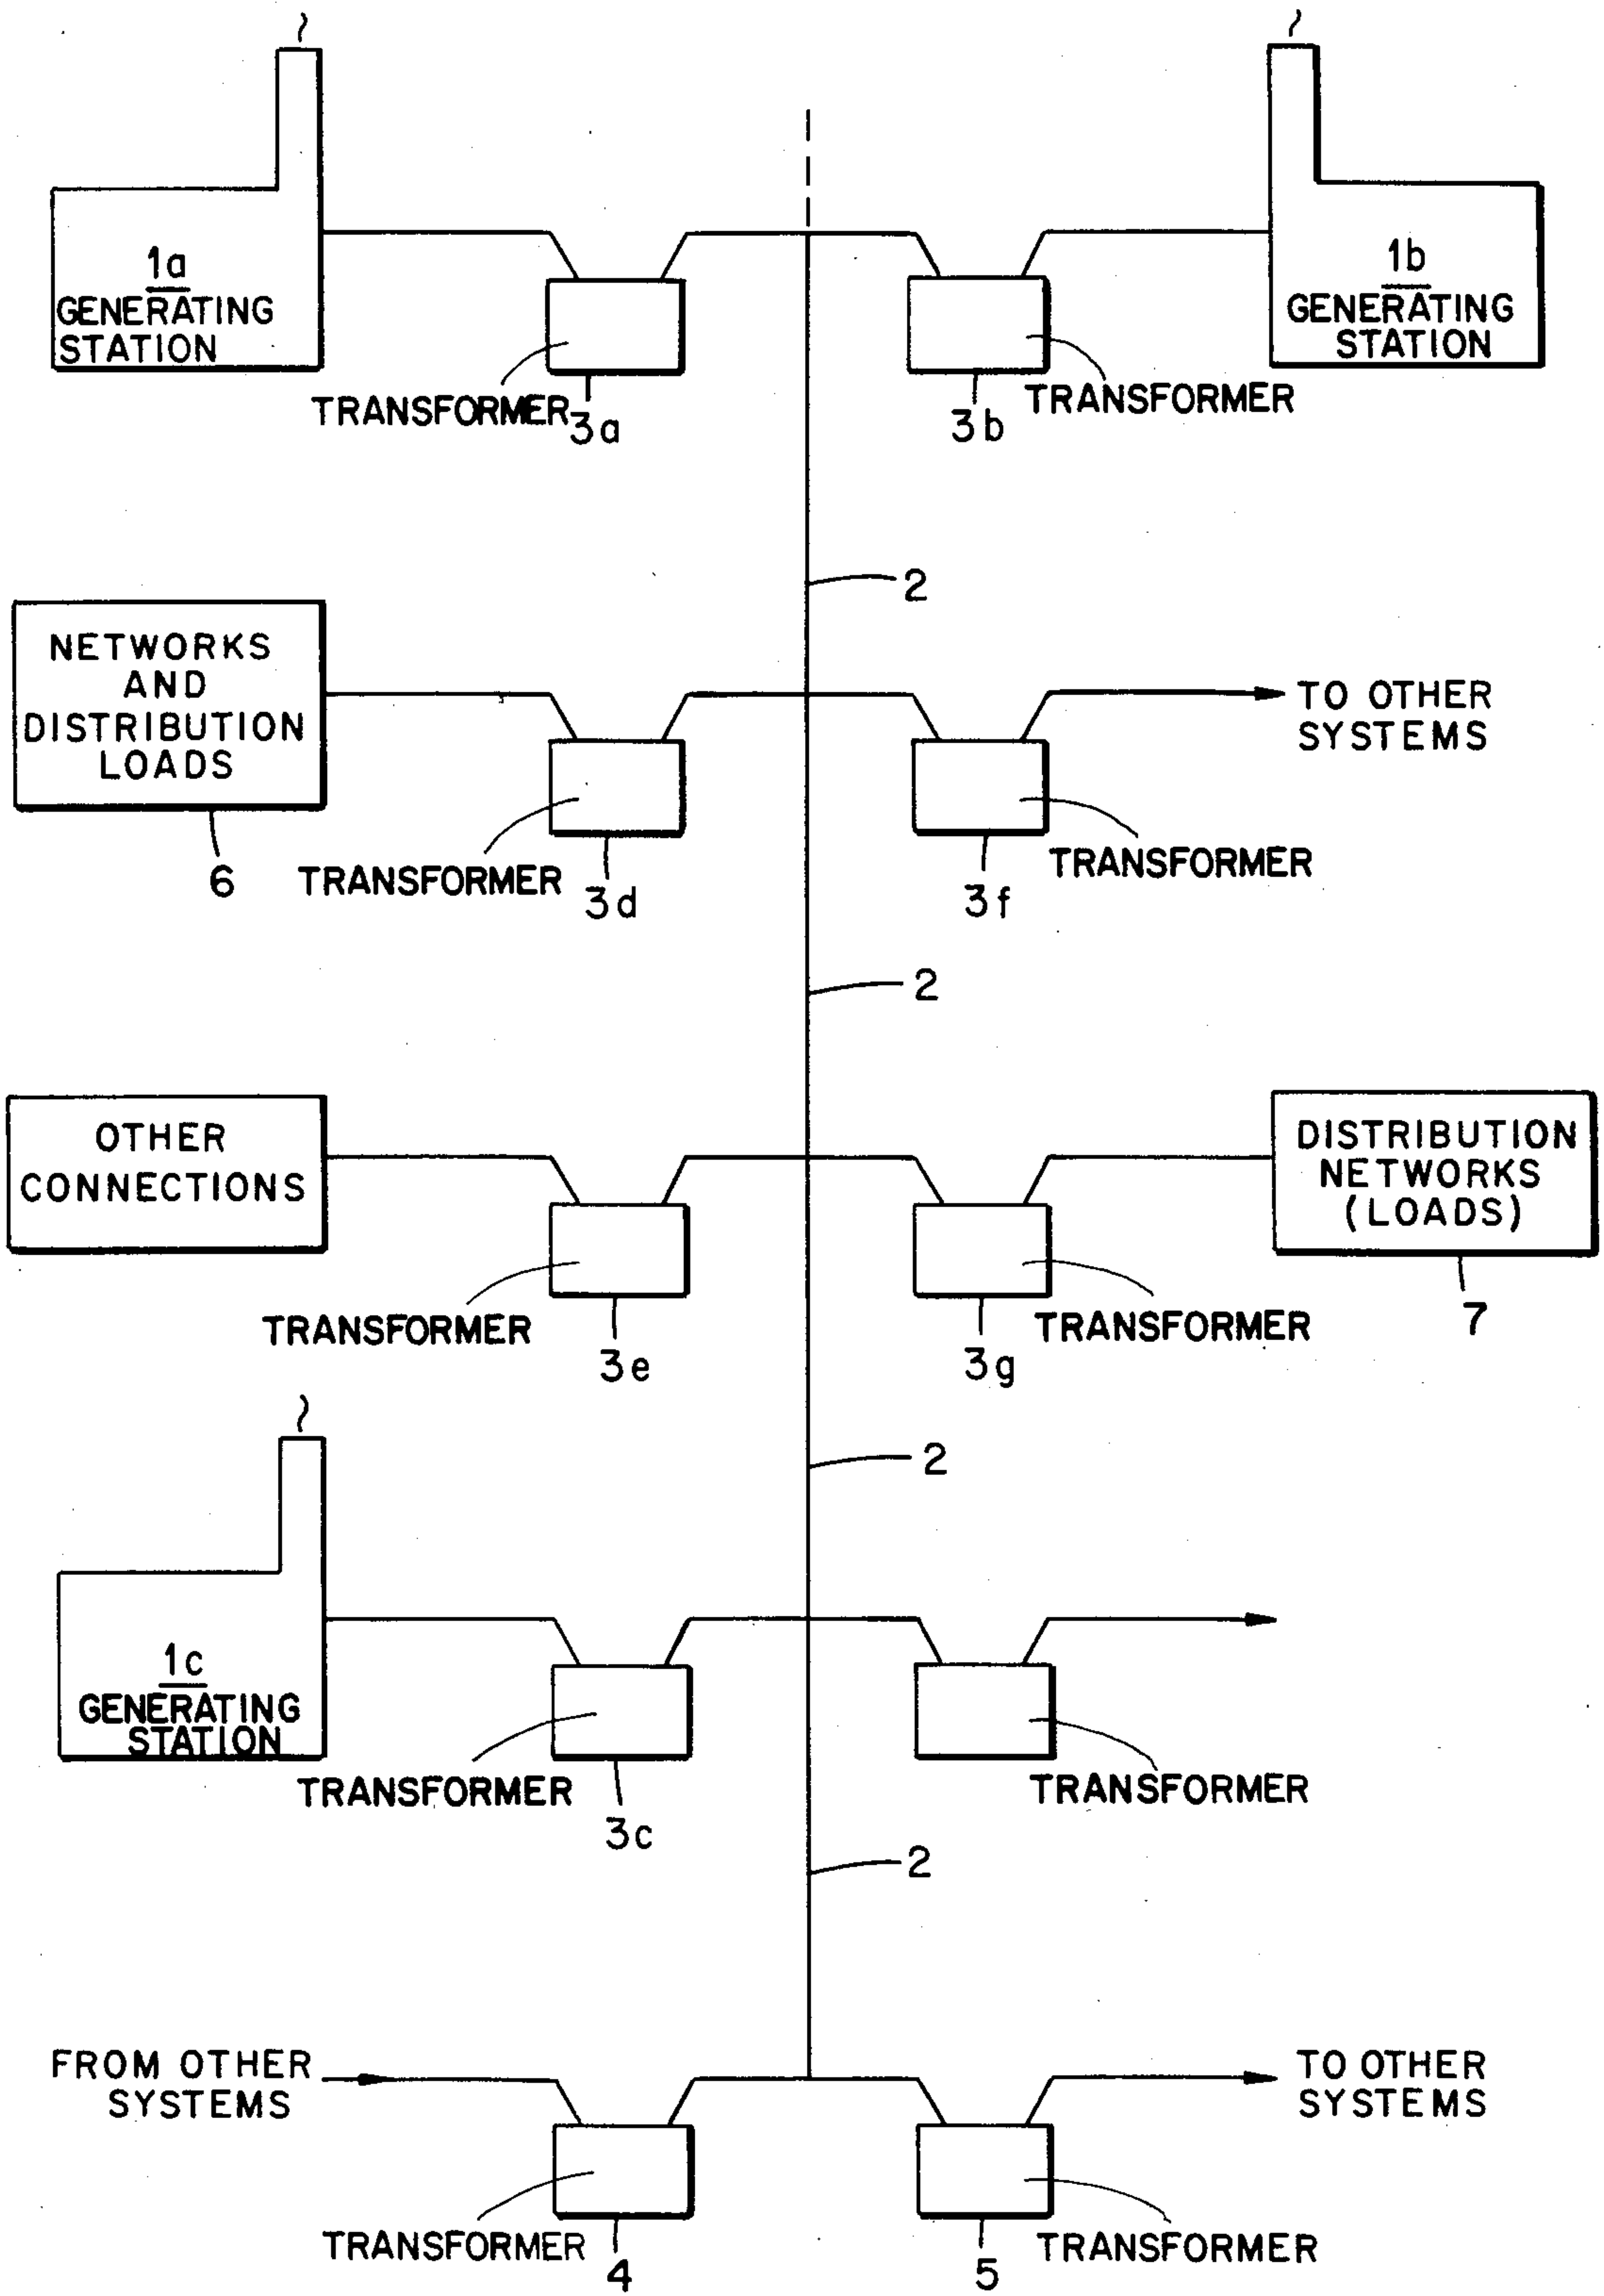 1a
GENERATING
STATION
TRANSFORMER
3a
1b
GENERATING
STATION
3b
TRANSFORMER
2
NETWORKS
AND
DISTRIBUTION
LOADS
6
TRANSFORMER
3d
TO OTHER
SYSTEMS
3f
TRANSFORMER
2
OTHER
CONNECTIONS
TRANSFORMER
3e
DISTRIBUTION
NETWORKS
(LOADS)
7
3g
TRANSFORMER
2
1c
GENERATING
STATION
TRANSFORMER
3c
TRANSFORMER
2
FROM OTHER
SYSTEMS
TRANSFORMER
4
TO OTHER
SYSTEMS
5
TRANSFORMER